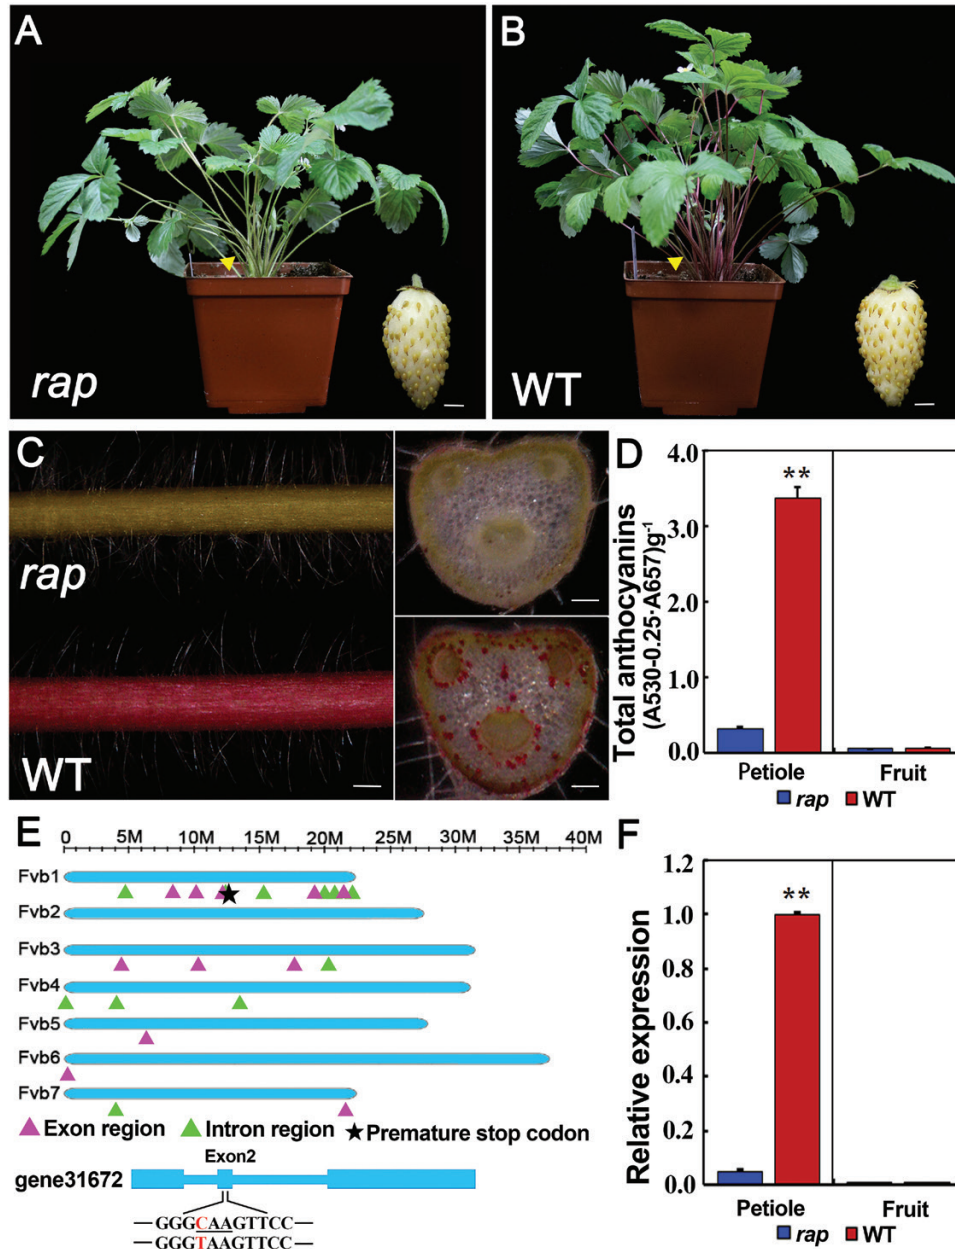 A
rap
B
WT
C
rap
WT
D
Total anthocyanins
(A530-0.25·A657)g⁻¹
4.0
3.0
2.0
1.0
0.0
**
Petiole Fruit
rap WT
E
0 5M 10M 15M 20M 25M 30M 35M 40M
Fvb1
Fvb2
Fvb3
Fvb4
Fvb5
Fvb6
Fvb7
Exon region Intron region Premature stop codon
Exon2
gene31672
GGGCAAGTTCC
GGGTAAGTTCC
F
Relative expression
1.2
1.0
0.8
0.6
0.4
0.2
0.0
**
Petiole Fruit
rap WT